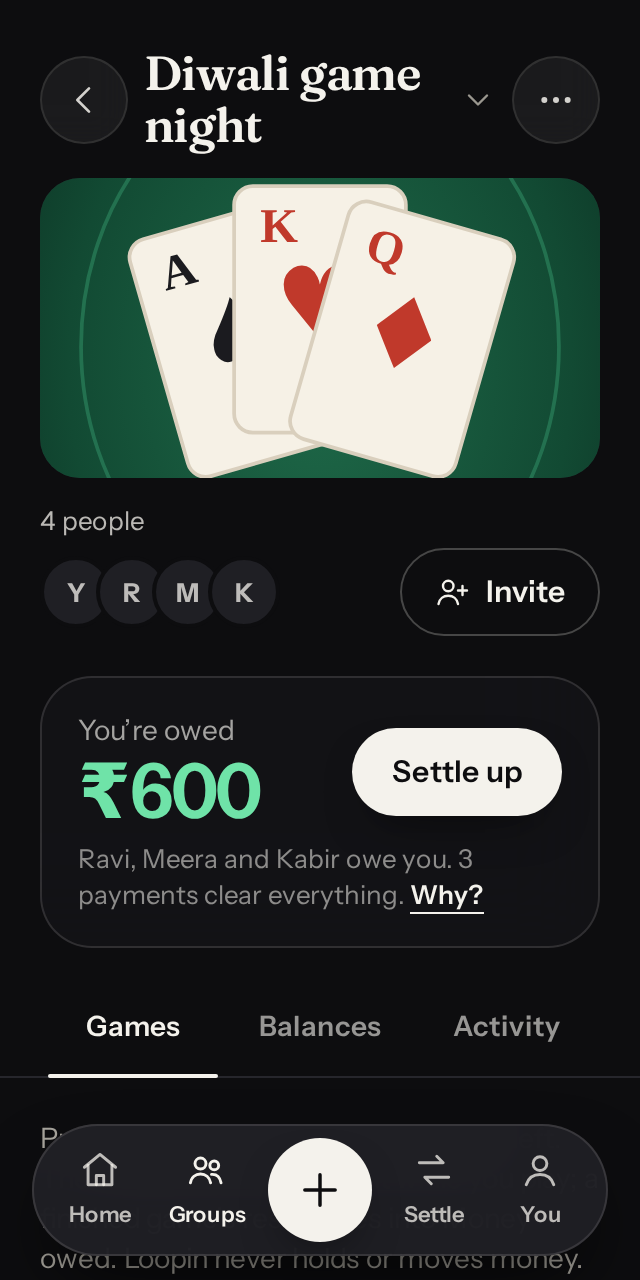 Diwali game
night
A
K
Q
4 people
Y R M K
Invite
You’re owed
₹600
Settle up
Ravi, Meera and Kabir owe you. 3
payments clear everything. Why?
Games Balances Activity
Home Groups Settle You
owed. Loopin never holds or moves money.